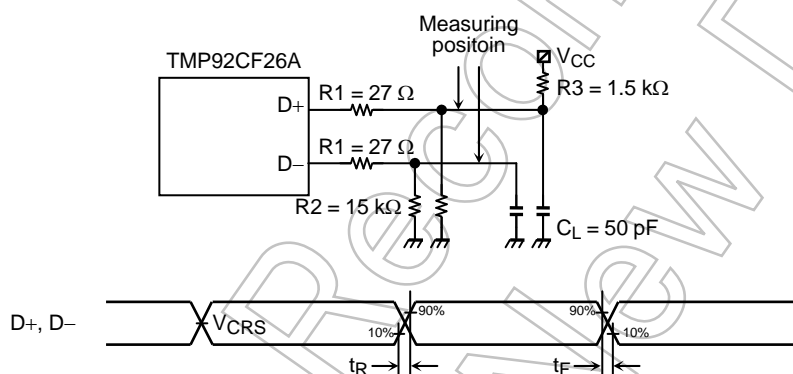 Measuring
positoin
TMP92CF26A
VCC
R3 = 1.5 kΩ
R1 = 27 Ω
D+
R1 = 27 Ω
D−
R2 = 15 kΩ
CL = 50 pF
D+, D−
VCRS
90%
10%
90%
10%
tR
tF